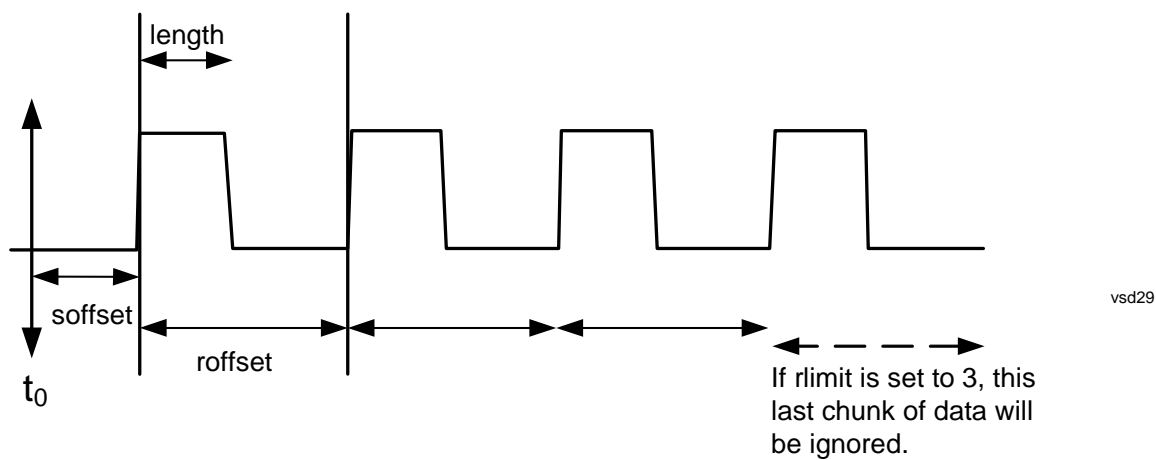 length
soffset
roffset
t₀
vsd29
If rlimit is set to 3, this
last chunk of data will
be ignored.